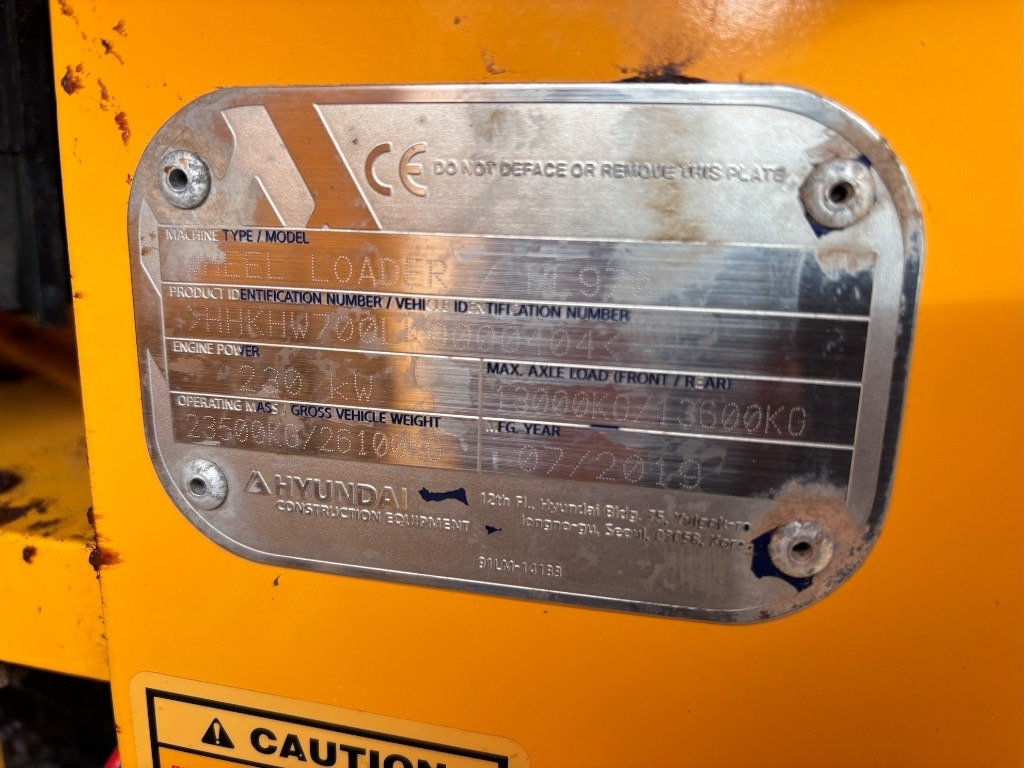 CE DO NOT DEFACE OR REMOVE THIS PLATE
MACHINE TYPE / MODEL
WHEEL LOADER /
PRODUCT IDENTIFICATION NUMBER / VEHICLE IDENTIFICATION NUMBER
ENGINE POWER
MAX. AXLE LOAD (FRONT / REAR)
kW
13000KG/13600KG
OPERATING MASS / GROSS VEHICLE WEIGHT
MFG. YEAR
23500KG/26100KG
07/2019
HYUNDAI
CONSTRUCTION EQUIPMENT
12th Fl., Hyundai Bldg. 75, Yulgok-ro
Jongno-gu, Seoul, 03058, Korea
91LM-14188
CAUTION